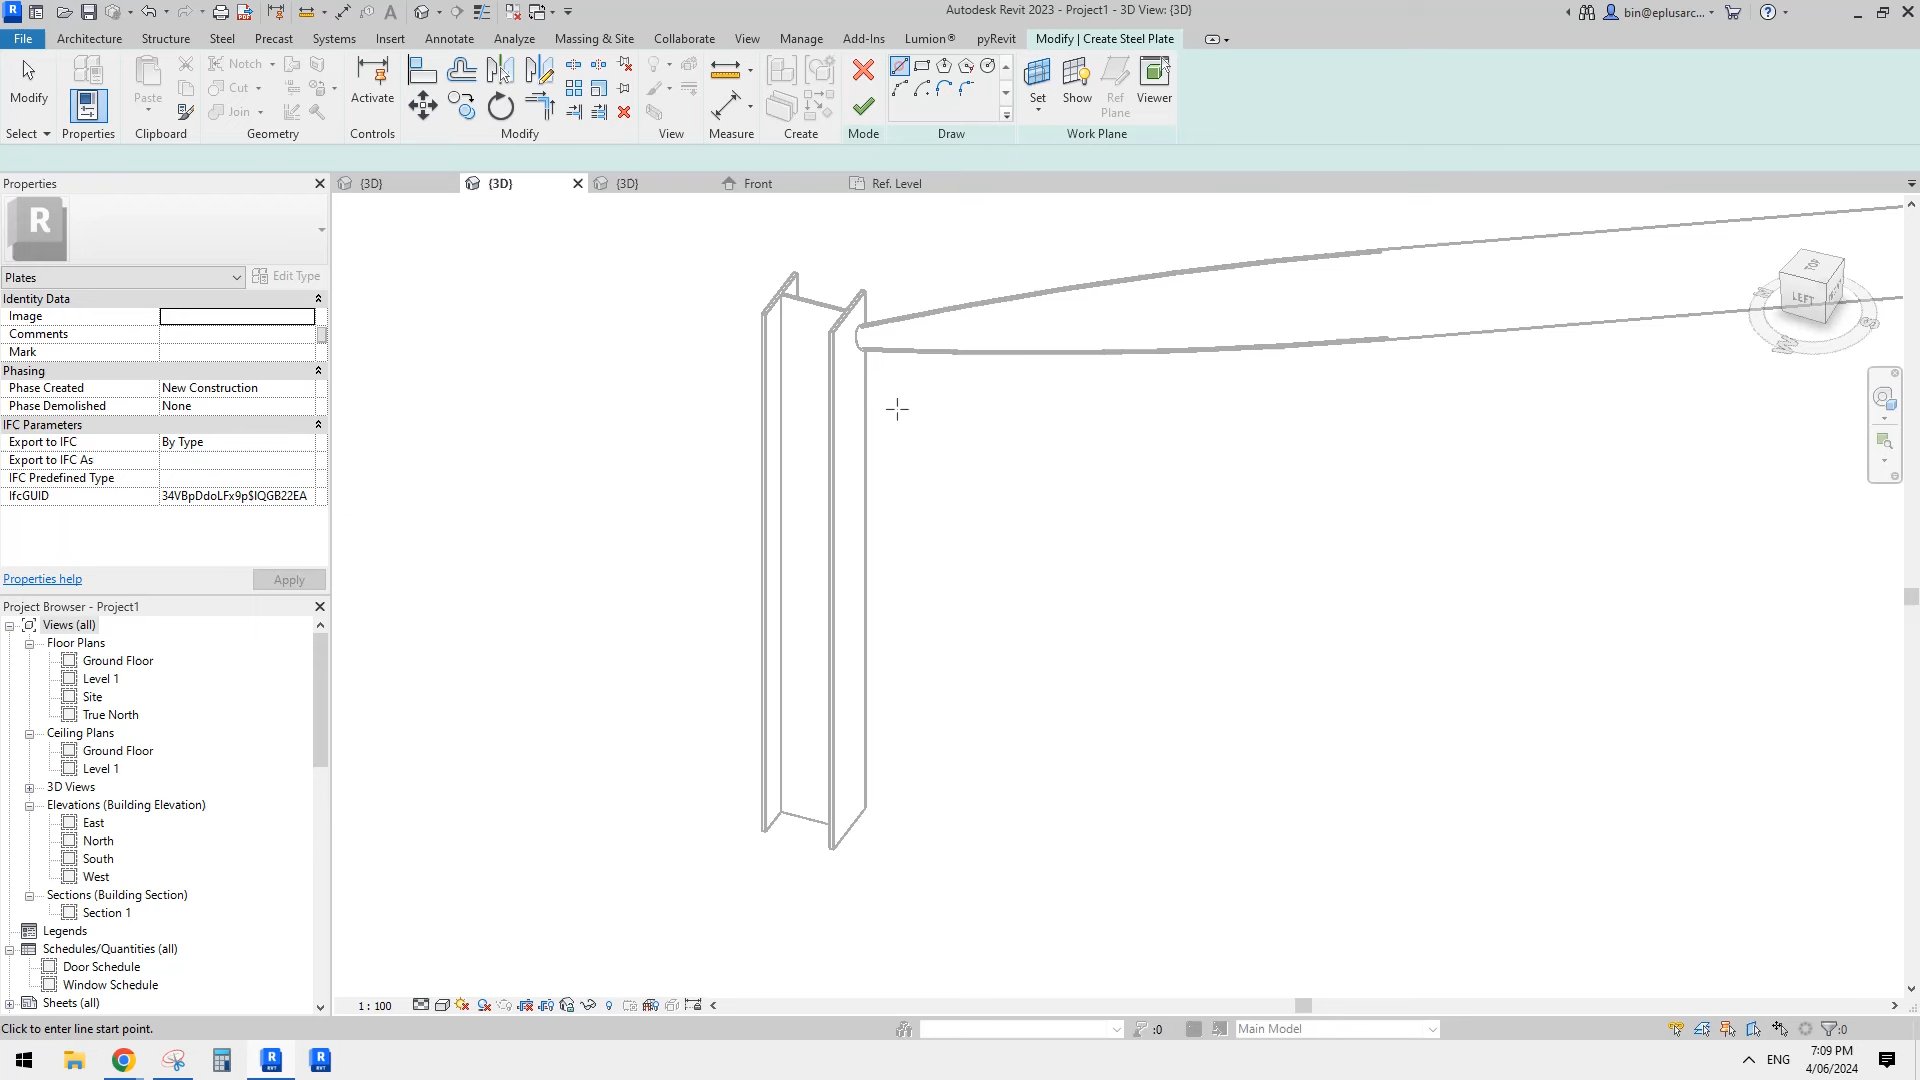 Autodesk Revit 2023 - Project1 - 3D View: {3D}
bin@eplusarc...
File
Architecture
Structure
Steel
Precast
Systems
Insert
Annotate
Analyze
Massing & Site
Collaborate
View
Manage
Add-Ins
Lumion®
pyRevit
Modify | Create Steel Plate
Modify
Select
Properties
Paste
Clipboard
Notch
Cut
Join
Geometry
Activate
Controls
Modify
View
Measure
Create
Mode
Draw
Set
Show
Ref
Plane
Viewer
Work Plane
Properties
{3D}
{3D}
{3D}
Front
Ref. Level
R
Plates
Edit Type
Identity Data
Image
Comments
Mark
Phasing
Phase Created New Construction
Phase Demolished None
IFC Parameters
Export to IFC By Type
Export to IFC As
IFC Predefined Type
IfcGUID 34VBpDdoLFx9p$IQGB22EA
Properties help
Apply
TOP
LEFT
Project Browser - Project1
Views (all)
Floor Plans
Ground Floor
Level 1
Site
True North
Ceiling Plans
Ground Floor
Level 1
3D Views
Elevations (Building Elevation)
East
North
South
West
Sections (Building Section)
Section 1
Legends
Schedules/Quantities (all)
Door Schedule
Window Schedule
Sheets (all)
1 : 100
Click to enter line start point.
:0
Main Model
:0
ENG
7:09 PM
4/06/2024